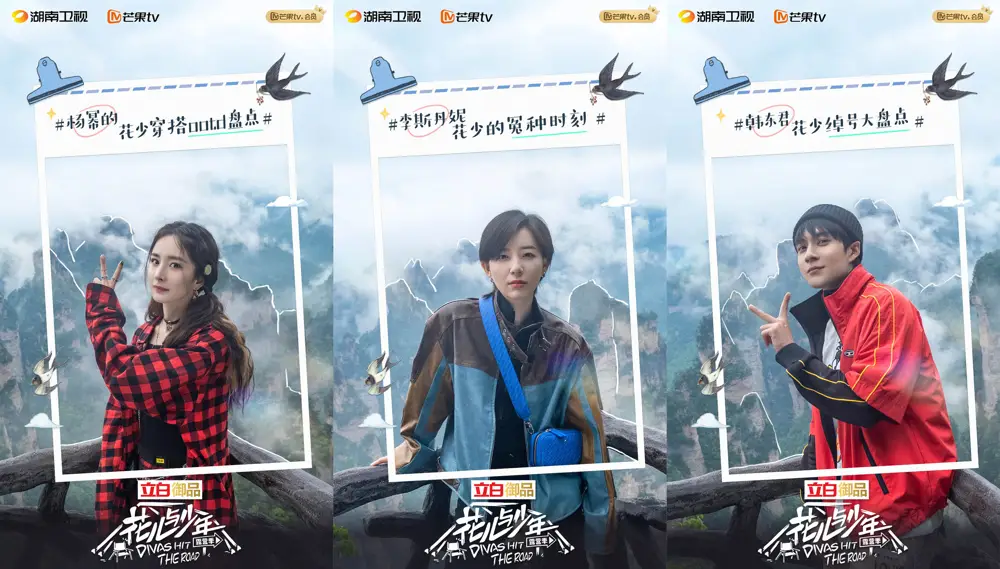 湖南卫视 芒果tv 芒果tv.会员
#杨幂的
花少穿搭ootd盘点 #
立白御品
花儿与少年
露营季
DIVAS HIT
THE ROAD
湖南卫视 芒果tv 芒果tv.会员
#李斯丹妮
花少的冤种时刻 #
立白御品
花儿与少年
露营季
DIVAS HIT
THE ROAD
湖南卫视 芒果tv 芒果tv.会员
#韩东君
花少绰号大盘点 #
立白御品
花儿与少年
露营季
DIVAS HIT
THE ROAD